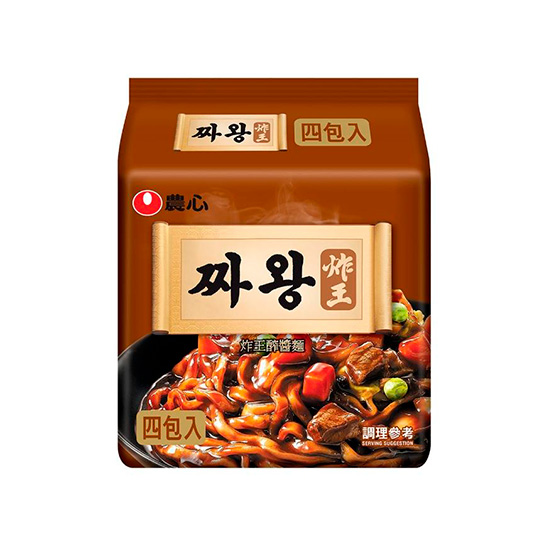 짜왕 炸王 四包入
農心
짜왕 炸王
炸王醡醬麵
四包入
調理參考
SERVING SUGGESTION